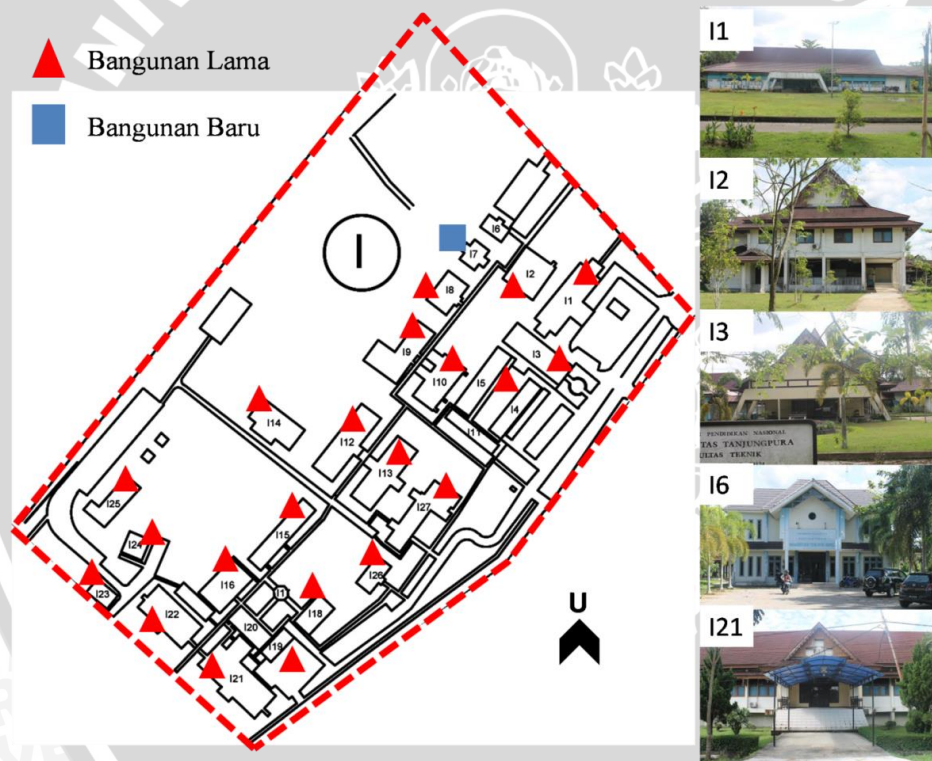 Bangunan Lama
Bangunan Baru
I
I6
I7
I2
I8
I1
I9
I3
I10
I5
I4
I14
I12
I11
I13
I27
I25
I15
I24
I16
I26
I23
I1
I18
I22
I20
I19
I21
U
I1
I2
I3
PENDIDIKAN NASIONAL
TAS TANJUNGPURA
ULTAS TEKNIK
I6
I21